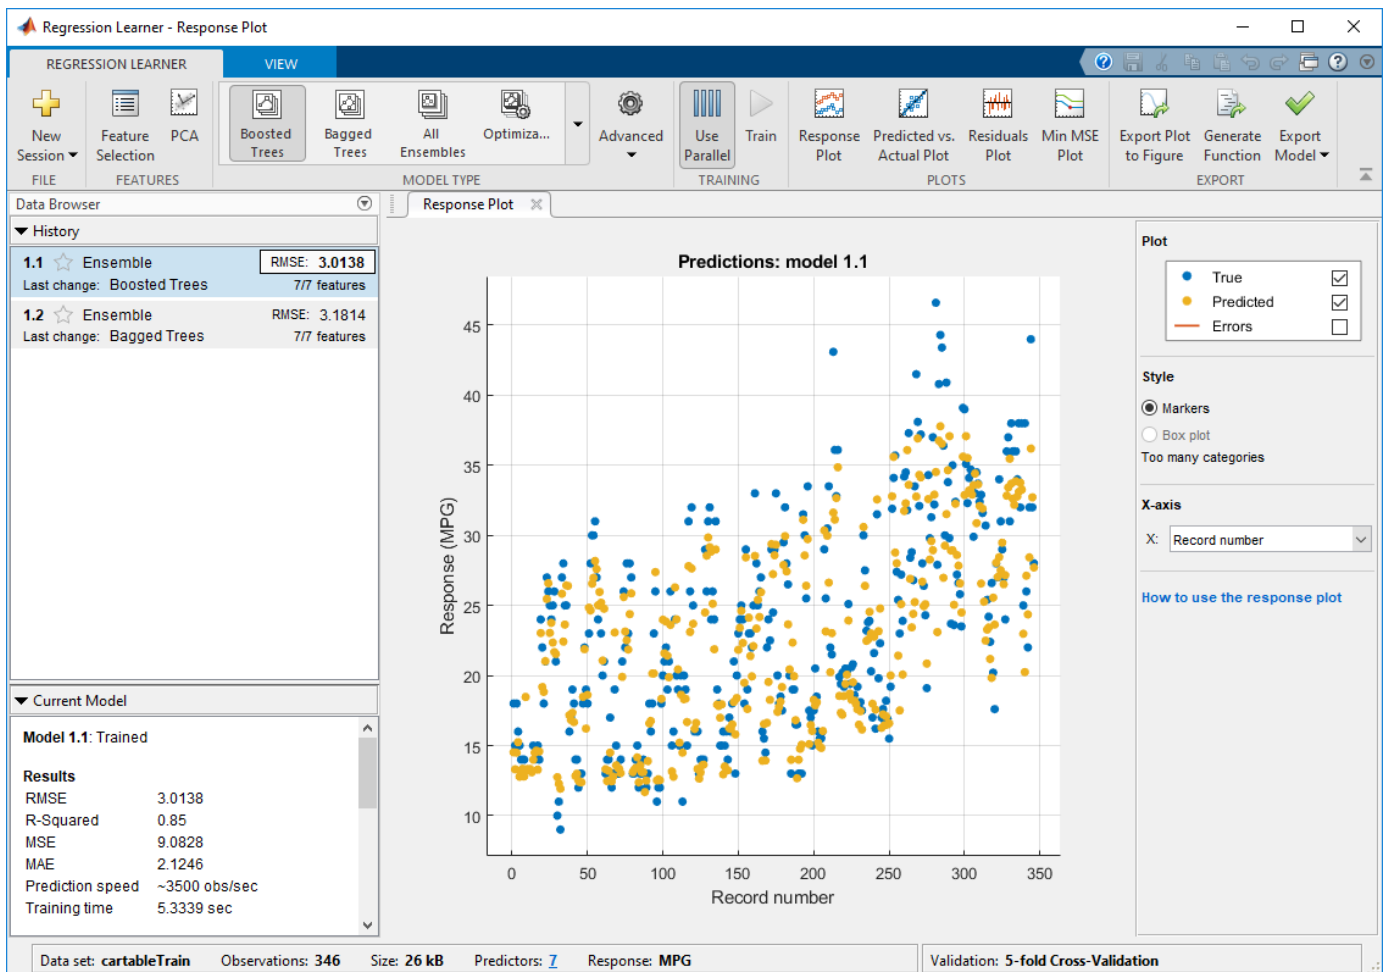 Regression Learner - Response Plot
REGRESSION LEARNER
VIEW
New Session
Feature Selection
PCA
Boosted Trees
Bagged Trees
All Ensembles
Optimiza...
Advanced
Use Parallel
Train
Response Plot
Predicted vs. Actual Plot
Residuals Plot
Min MSE Plot
Export Plot to Figure
Generate Function
Export Model
FILE
FEATURES
MODEL TYPE
TRAINING
PLOTS
EXPORT
Data Browser
History
1.1 Ensemble RMSE: 3.0138
Last change: Boosted Trees 7/7 features
1.2 Ensemble RMSE: 3.1814
Last change: Bagged Trees 7/7 features
Current Model
Model 1.1: Trained
Results
RMSE 3.0138
R-Squared 0.85
MSE 9.0828
MAE 2.1246
Prediction speed ~3500 obs/sec
Training time 5.3339 sec
Response Plot
Predictions: model 1.1
Response (MPG)
45
40
35
30
25
20
15
10
0 50 100 150 200 250 300 350
Record number
Plot
True
Predicted
Errors
Style
Markers
Box plot
Too many categories
X-axis
X: Record number
How to use the response plot
Data set: cartableTrain Observations: 346 Size: 26 kB Predictors: 7 Response: MPG
Validation: 5-fold Cross-Validation